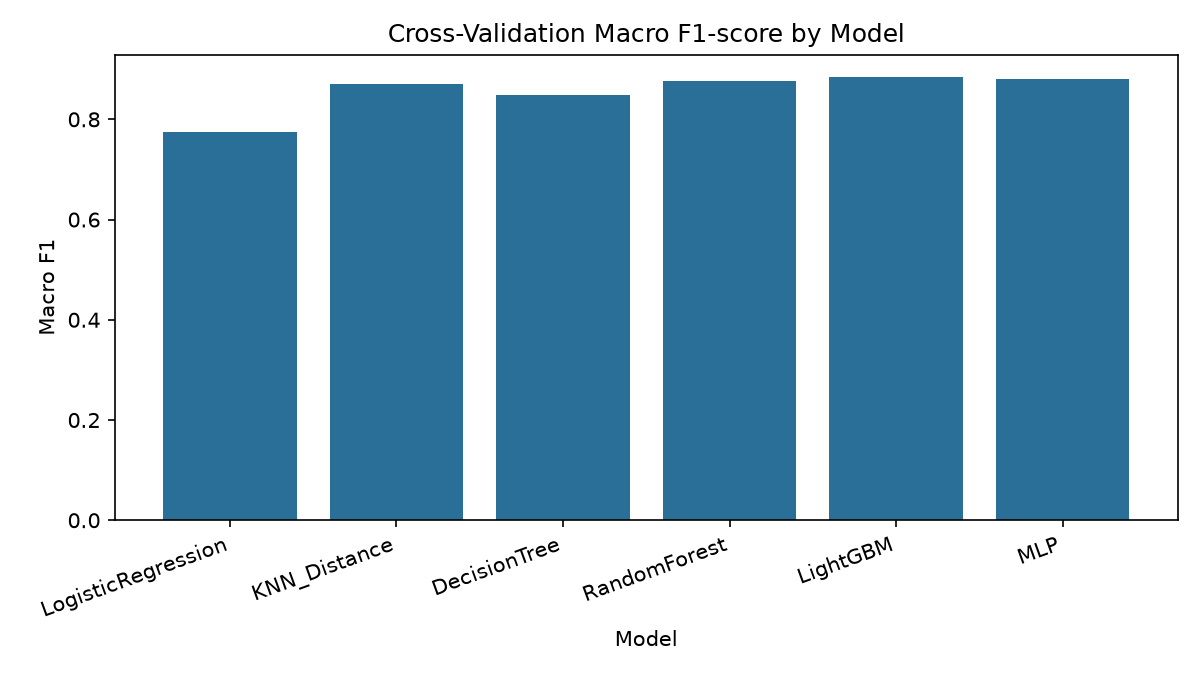 Cross-Validation Macro F1-score by Model
Macro F1
0.8
0.6
0.4
0.2
0.0
LogisticRegression
KNN_Distance
DecisionTree
RandomForest
LightGBM
MLP
Model